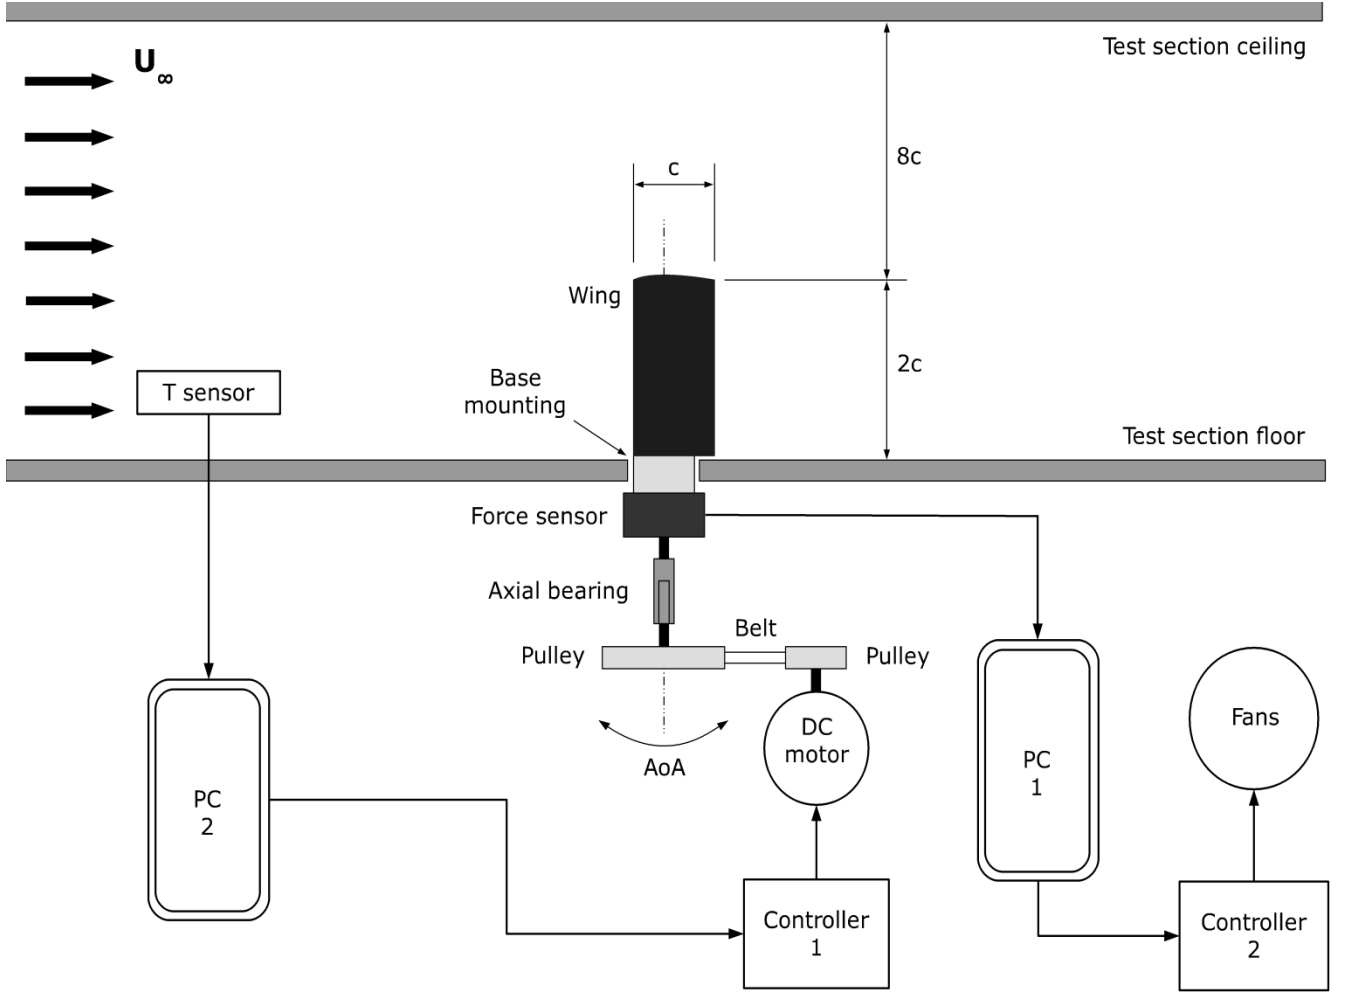 U∞
Test section ceiling
8c
c
Wing
2c
Base
mounting
T sensor
Test section floor
Force sensor
Axial bearing
Belt
Pulley
Pulley
DC
motor
AoA
Fans
PC
1
PC
2
Controller
1
Controller
2